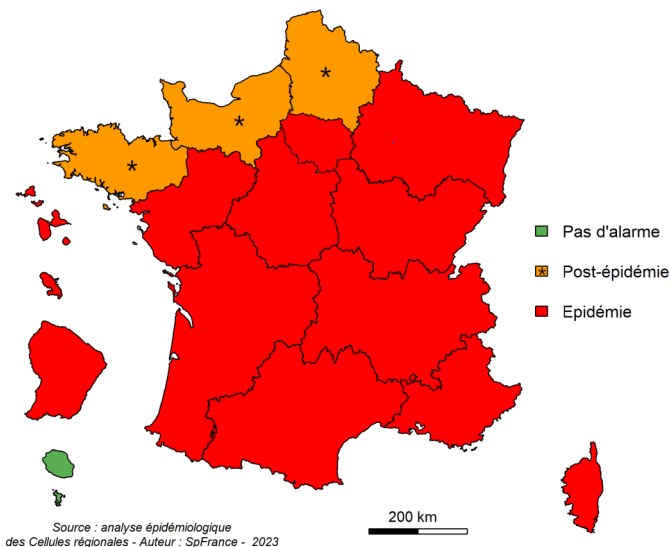 * Pas d'alarme
* Post-épidémie
Epidémie
200 km
Source : analyse épidémiologique
des Cellules régionales - Auteur : SpFrance - 2023